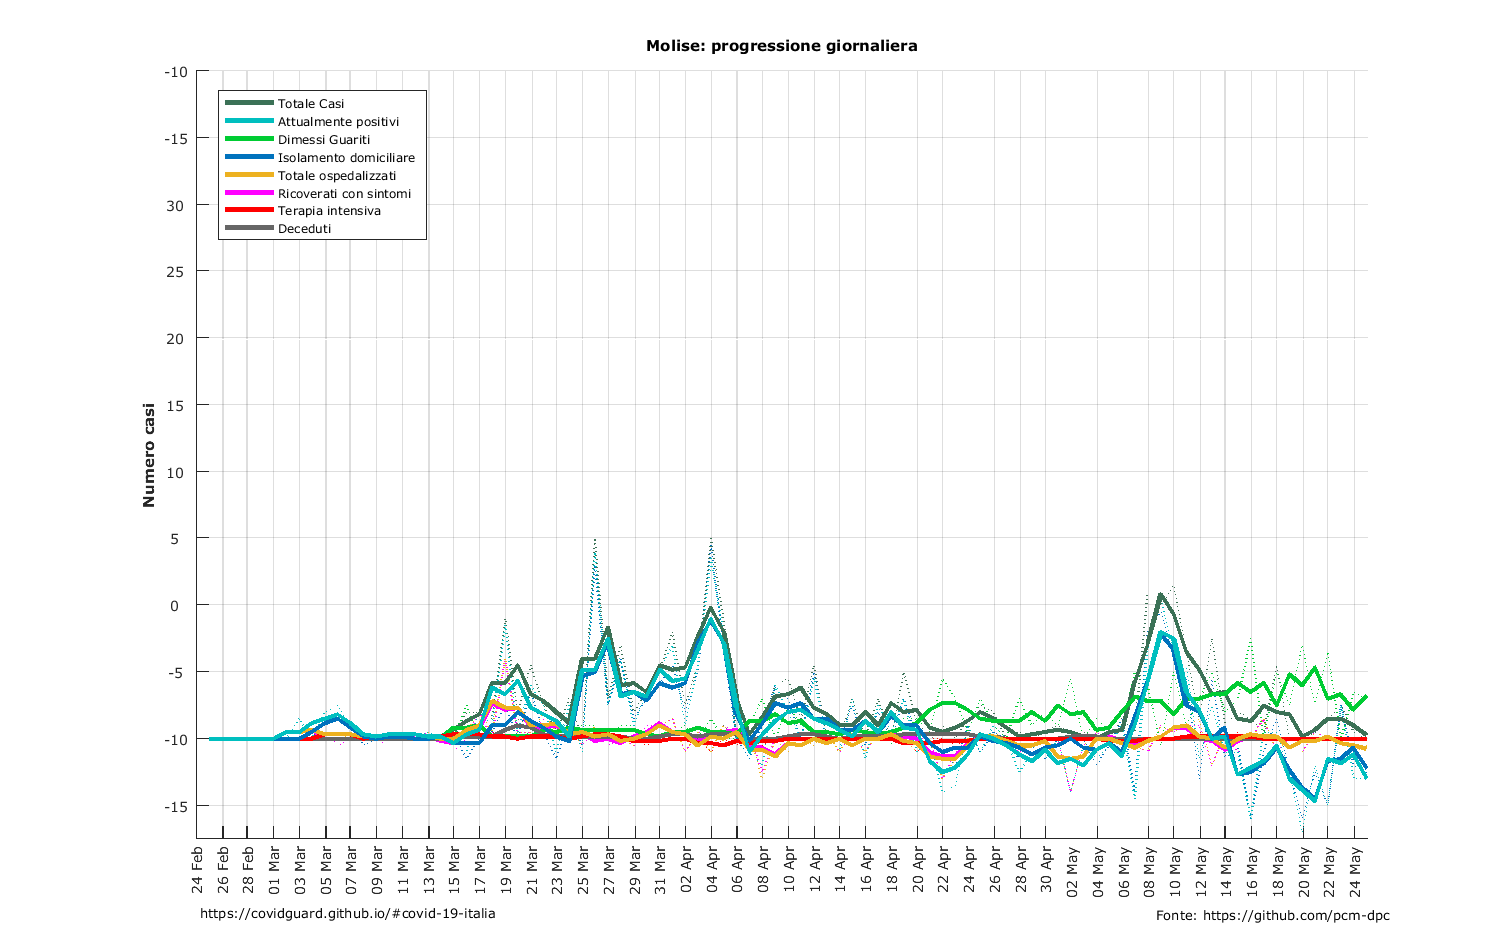 Molise: progressione giornaliera
-10
-15
30
25
20
15
10
5
0
-5
-10
-15
Numero casi
Totale Casi
Attualmente positivi
Dimessi Guariti
Isolamento domiciliare
Totale ospedalizzati
Ricoverati con sintomi
Terapia intensiva
Deceduti
24 Feb
26 Feb
28 Feb
01 Mar
03 Mar
05 Mar
07 Mar
09 Mar
11 Mar
13 Mar
15 Mar
17 Mar
19 Mar
21 Mar
23 Mar
25 Mar
27 Mar
29 Mar
31 Mar
02 Apr
04 Apr
06 Apr
08 Apr
10 Apr
12 Apr
14 Apr
16 Apr
18 Apr
20 Apr
22 Apr
24 Apr
26 Apr
28 Apr
30 Apr
02 May
04 May
06 May
08 May
10 May
12 May
14 May
16 May
18 May
20 May
22 May
24 May
https://covidguard.github.io/#covid-19-italia
Fonte: https://github.com/pcm-dpc